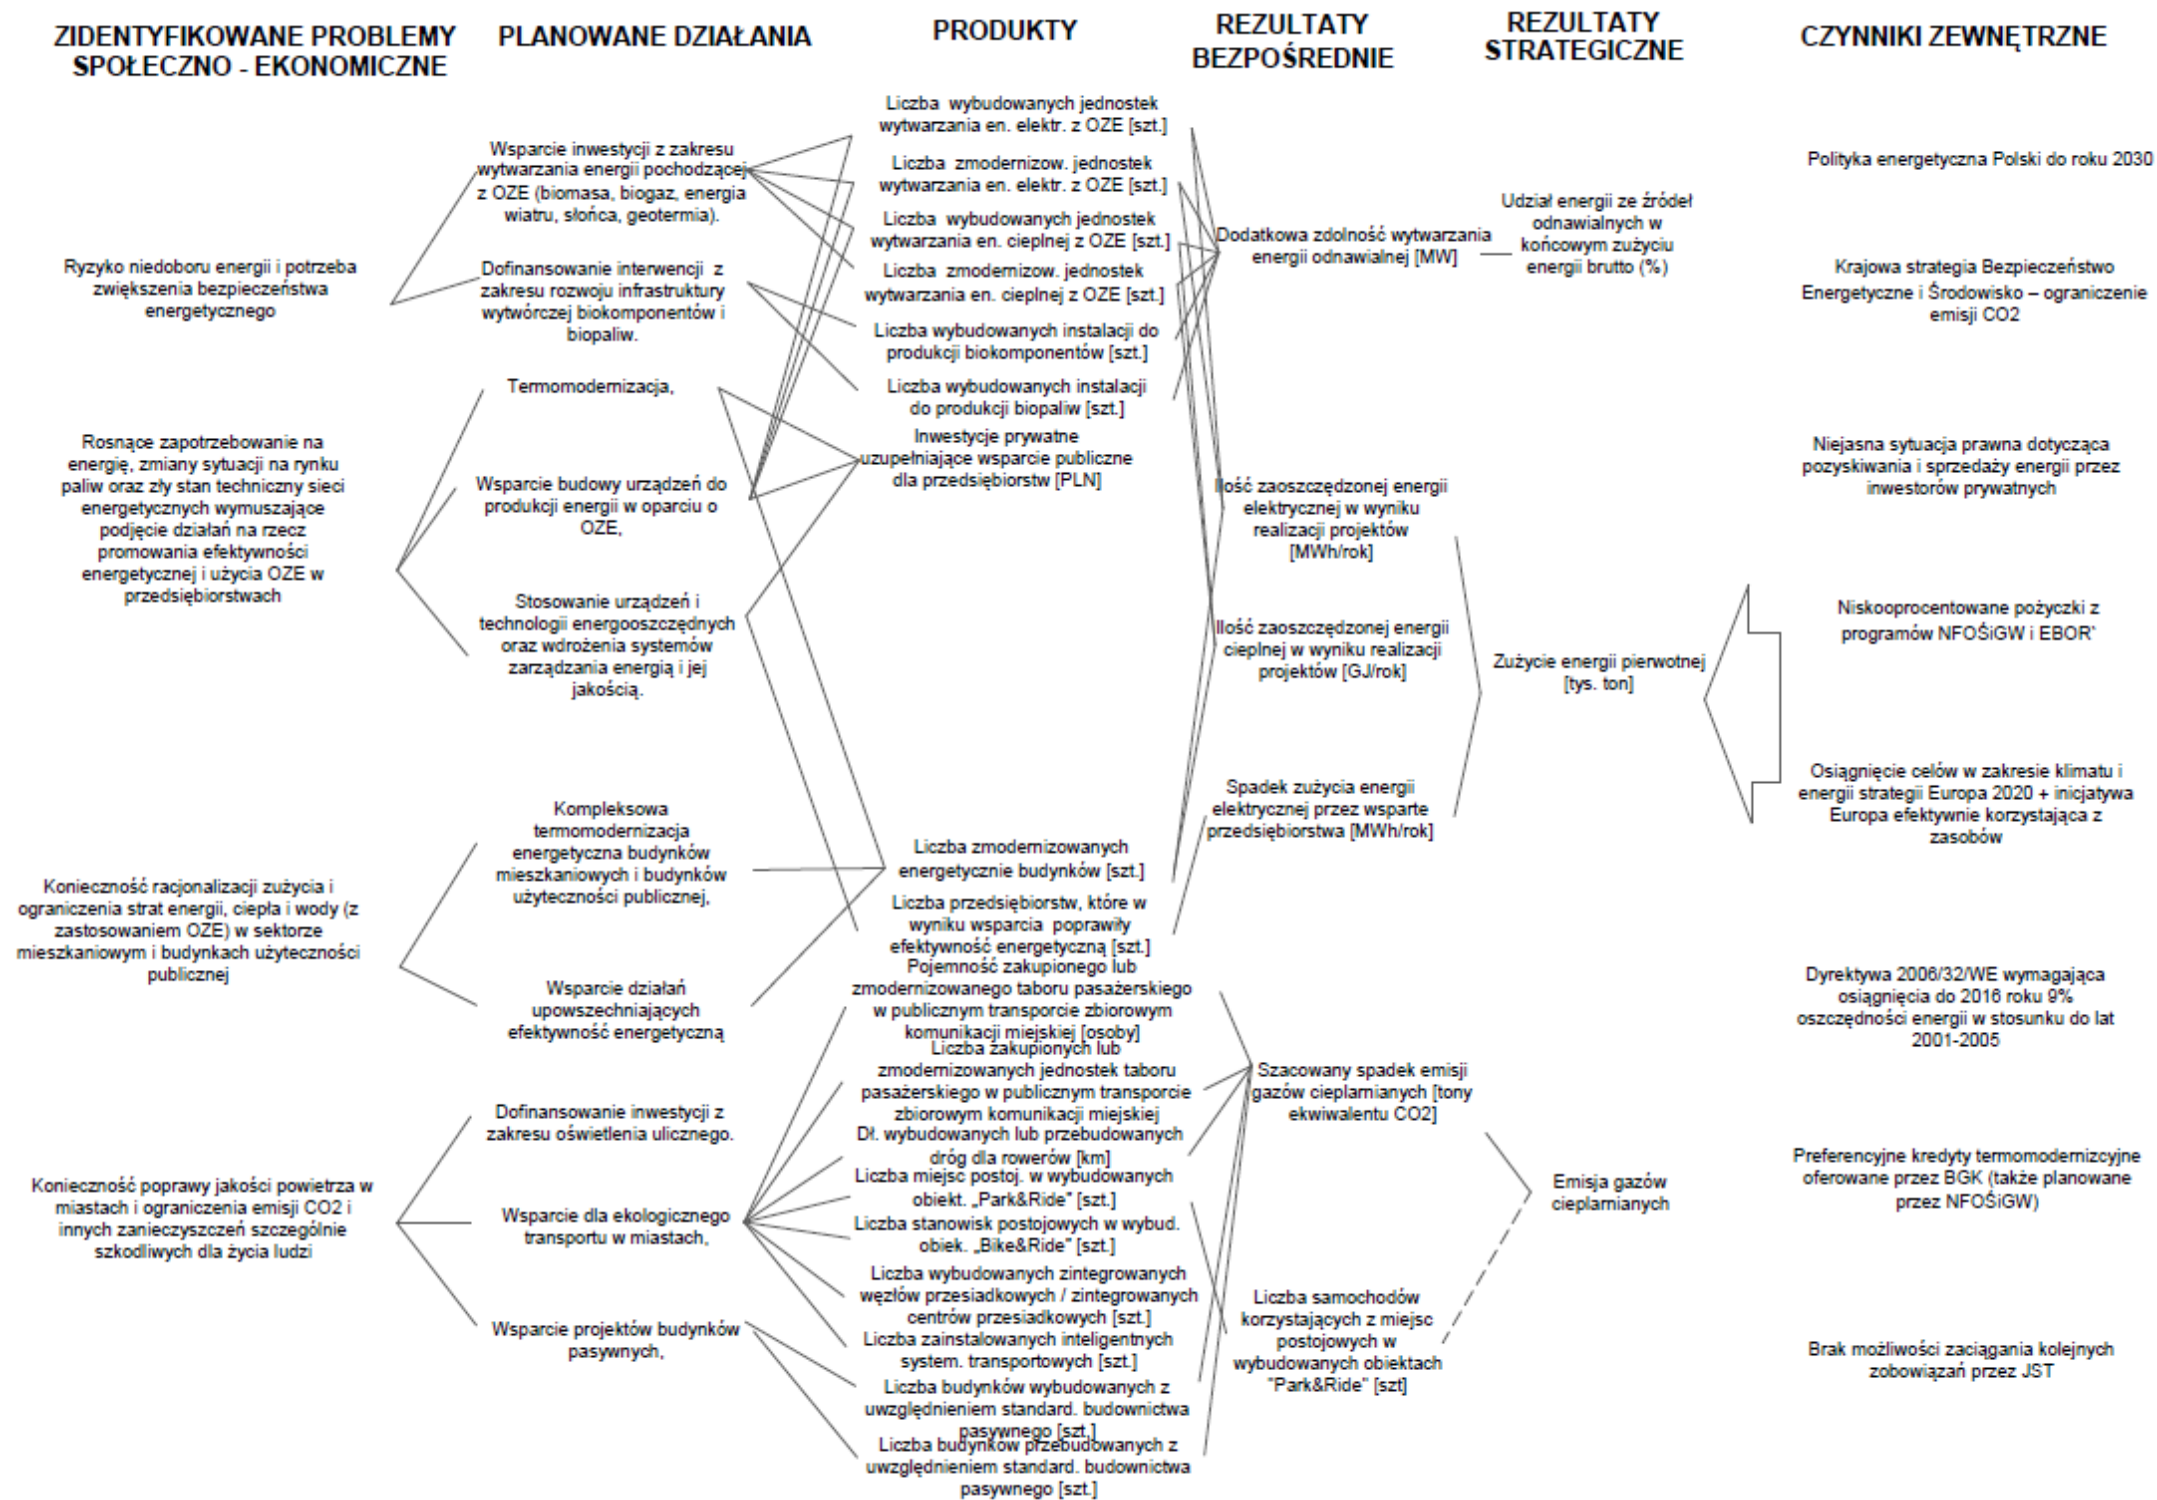 ZIDENTYFIKOWANE PROBLEMY
SPOŁECZNO - EKONOMICZNE
PLANOWANE DZIAŁANIA
PRODUKTY
REZULTATY
BEZPOŚREDNIE
REZULTATY
STRATEGICZNE
CZYNNIKI ZEWNĘTRZNE
Ryzyko niedoboru energii i potrzeba
zwiększenia bezpieczeństwa
energetycznego
Rosnące zapotrzebowanie na
energię, zmiany sytuacji na rynku
paliw oraz zły stan techniczny sieci
energetycznych wymuszające
podjęcie działań na rzecz
promowania efektywności
energetycznej i użycia OZE w
przedsiębiorstwach
Konieczność racjonalizacji zużycia i
ograniczenia strat energii, ciepła i wody (z
zastosowaniem OZE) w sektorze
mieszkaniowym i budynkach użyteczności
publicznej
Konieczność poprawy jakości powietrza w
miastach i ograniczenia emisji CO2 i
innych zanieczyszczeń szczególnie
szkodliwych dla życia ludzi
Wsparcie inwestycji z zakresu
wytwarzania energii pochodzącej
z OZE (biomasa, biogaz, energia
wiatru, słońca, geotermia).
Dofinansowanie interwencji z
zakresu rozwoju infrastruktury
wytwórczej biokomponentów i
biopaliw.
Termomodernizacja,
Wsparcie budowy urządzeń do
produkcji energii w oparciu o
OZE,
Stosowanie urządzeń i
technologii energooszczędnych
oraz wdrożenia systemów
zarządzania energią i jej
jakością.
Kompleksowa
termomodernizacja
energetyczna budynków
mieszkaniowych i budynków
użyteczności publicznej,
Wsparcie działań
upowszechniających
efektywność energetyczną
Dofinansowanie inwestycji z
zakresu oświetlenia ulicznego.
Wsparcie dla ekologicznego
transportu w miastach,
Wsparcie projektów budynków
pasywnych,
Liczba wybudowanych jednostek
wytwarzania en. elektr. z OZE [szt.]
Liczba zmodernizow. jednostek
wytwarzania en. elektr. z OZE [szt.]
Liczba wybudowanych jednostek
wytwarzania en. cieplnej z OZE [szt.]
Liczba zmodernizow. jednostek
wytwarzania en. cieplnej z OZE [szt.]
Liczba wybudowanych instalacji do
produkcji biokomponentów [szt.]
Liczba wybudowanych instalacji
do produkcji biopaliw [szt.]
Inwestycje prywatne
uzupełniające wsparcie publiczne
dla przedsiębiorstw [PLN]
Liczba zmodernizowanych
energetycznie budynków [szt.]
Liczba przedsiębiorstw, które w
wyniku wsparcia poprawiły
efektywność energetyczną [szt.]
Pojemność zakupionego lub
zmodernizowanego taboru pasażerskiego
w publicznym transporcie zbiorowym
komunikacji miejskiej [osoby]
Liczba zakupionych lub
zmodernizowanych jednostek taboru
pasażerskiego w publicznym transporcie
zbiorowym komunikacji miejskiej
Dł. wybudowanych lub przebudowanych
dróg dla rowerów [km]
Liczba miejsc postoj. w wybudowanych
obiekt. „Park&Ride" [szt.]
Liczba stanowisk postojowych w wybud.
obiek. „Bike&Ride" [szt.]
Liczba wybudowanych zintegrowanych
węzłów przesiadkowych / zintegrowanych
centrów przesiadkowych [szt.]
Liczba zainstalowanych inteligentnych
system. transportowych [szt.]
Liczba budynków wybudowanych z
uwzględnieniem standard. budownictwa
pasywnego [szt.]
Liczba budynków przebudowanych z
uwzględnieniem standard. budownictwa
pasywnego [szt.]
Dodatkowa zdolność wytwarzania
energii odnawialnej [MW]
Ilość zaoszczędzonej energii
elektrycznej w wyniku
realizacji projektów
[MWh/rok]
Ilość zaoszczędzonej energii
cieplnej w wyniku realizacji
projektów [GJ/rok]
Spadek zużycia energii
elektrycznej przez wsparte
przedsiębiorstwa [MWh/rok]
Szacowany spadek emisji
gazów cieplarnianych [tony
ekwiwalentu CO2]
Liczba samochodów
korzystających z miejsc
postojowych w
wybudowanych obiektach
"Park&Ride" [szt]
Udział energii ze źródeł
odnawialnych w
końcowym zużyciu
energii brutto (%)
Zużycie energii pierwotnej
[tys. ton]
Emisja gazów
cieplarnianych
Polityka energetyczna Polski do roku 2030
Krajowa strategia Bezpieczeństwo
Energetyczne i Środowisko – ograniczenie
emisji CO2
Niejasna sytuacja prawna dotycząca
pozyskiwania i sprzedaży energii przez
inwestorów prywatnych
Niskooprocentowane pożyczki z
programów NFOŚiGW i EBOR`
Osiągnięcie celów w zakresie klimatu i
energii strategii Europa 2020 + inicjatywa
Europa efektywnie korzystająca z
zasobów
Dyrektywa 2006/32/WE wymagająca
osiągnięcia do 2016 roku 9%
oszczędności energii w stosunku do lat
2001-2005
Preferencyjne kredyty termomodernizcyjne
oferowane przez BGK (także planowane
przez NFOŚiGW)
Brak możliwości zaciągania kolejnych
zobowiązań przez JST